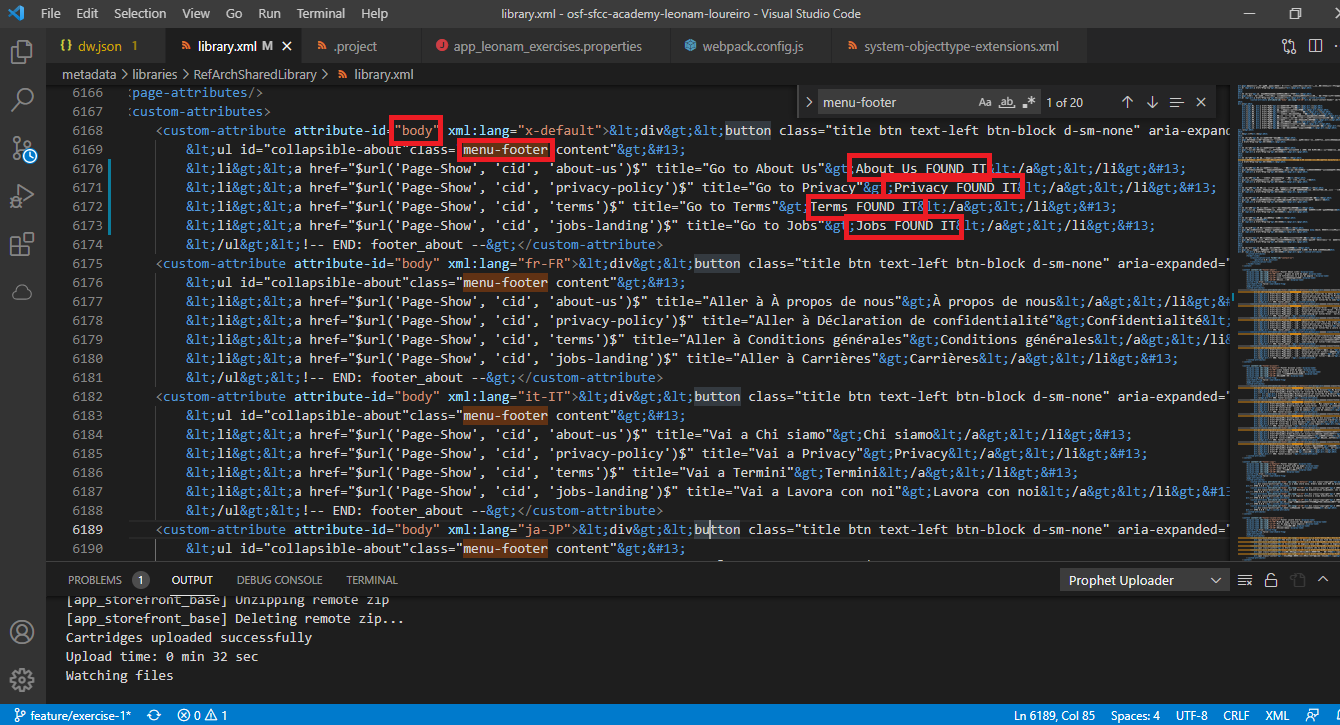 File Edit Selection View Go Run Terminal Help library.xml - osf-sfcc-academy-leonam-loureiro - Visual Studio Code
{} dw.json 1 library.xml M .project app_leonam_exercises.properties webpack.config.js system-objecttype-extensions.xml
metadata > libraries > RefArchSharedLibrary > library.xml
menu-footer Aa ab 1 of 20
6166 <page-attributes/>
6167 <custom-attributes>
6168 <custom-attribute attribute-id="body" xml:lang="x-default">&lt;div&gt;&lt;button class="title btn text-left btn-block d-sm-none" aria-expan
6169 &lt;ul id="collapsible-about"class="menu-footer content"&gt;&#13;
6170 &lt;li&gt;&lt;a href="$url('Page-Show', 'cid', 'about-us')$" title="Go to About Us"&gt;About Us FOUND IT&lt;/a&gt;&lt;/li&gt;&#13;
6171 &lt;li&gt;&lt;a href="$url('Page-Show', 'cid', 'privacy-policy')$" title="Go to Privacy"&gt;Privacy FOUND IT&lt;/a&gt;&lt;/li&gt;&#13;
6172 &lt;li&gt;&lt;a href="$url('Page-Show', 'cid', 'terms')$" title="Go to Terms"&gt;Terms FOUND IT&lt;/a&gt;&lt;/li&gt;&#13;
6173 &lt;li&gt;&lt;a href="$url('Page-Show', 'cid', 'jobs-landing')$" title="Go to Jobs"&gt;Jobs FOUND IT&lt;/a&gt;&lt;/li&gt;&#13;
6174 &lt;/ul&gt;&lt;!-- END: footer_about --&gt;</custom-attribute>
6175 <custom-attribute attribute-id="body" xml:lang="fr-FR">&lt;div&gt;&lt;button class="title btn text-left btn-block d-sm-none" aria-expanded="
6176 &lt;ul id="collapsible-about"class="menu-footer content"&gt;&#13;
6177 &lt;li&gt;&lt;a href="$url('Page-Show', 'cid', 'about-us')$" title="Aller à À propos de nous"&gt;À propos de nous&lt;/a&gt;&lt;/li&gt;&#
6178 &lt;li&gt;&lt;a href="$url('Page-Show', 'cid', 'privacy-policy')$" title="Aller à Déclaration de confidentialité"&gt;Confidentialité&lt;
6179 &lt;li&gt;&lt;a href="$url('Page-Show', 'cid', 'terms')$" title="Aller à Conditions générales"&gt;Conditions générales&lt;/a&gt;&lt;/li&
6180 &lt;li&gt;&lt;a href="$url('Page-Show', 'cid', 'jobs-landing')$" title="Aller à Carrières"&gt;Carrières&lt;/a&gt;&lt;/li&gt;&#13;
6181 &lt;/ul&gt;&lt;!-- END: footer_about --&gt;</custom-attribute>
6182 <custom-attribute attribute-id="body" xml:lang="it-IT">&lt;div&gt;&lt;button class="title btn text-left btn-block d-sm-none" aria-expanded="
6183 &lt;ul id="collapsible-about"class="menu-footer content"&gt;&#13;
6184 &lt;li&gt;&lt;a href="$url('Page-Show', 'cid', 'about-us')$" title="Vai a Chi siamo"&gt;Chi siamo&lt;/a&gt;&lt;/li&gt;&#13;
6185 &lt;li&gt;&lt;a href="$url('Page-Show', 'cid', 'privacy-policy')$" title="Vai a Privacy"&gt;Privacy&lt;/a&gt;&lt;/li&gt;&#13;
6186 &lt;li&gt;&lt;a href="$url('Page-Show', 'cid', 'terms')$" title="Vai a Termini"&gt;Termini&lt;/a&gt;&lt;/li&gt;&#13;
6187 &lt;li&gt;&lt;a href="$url('Page-Show', 'cid', 'jobs-landing')$" title="Vai a Lavora con noi"&gt;Lavora con noi&lt;/a&gt;&lt;/li&gt;&#13
6188 &lt;/ul&gt;&lt;!-- END: footer_about --&gt;</custom-attribute>
6189 <custom-attribute attribute-id="body" xml:lang="ja-JP">&lt;div&gt;&lt;button class="title btn text-left btn-block d-sm-none" aria-expanded="
6190 &lt;ul id="collapsible-about"class="menu-footer content"&gt;&#13;
PROBLEMS 1 OUTPUT DEBUG CONSOLE TERMINAL Prophet Uploader
[app_storefront_base] Unzipping remote zip
[app_storefront_base] Deleting remote zip...
Cartridges uploaded successfully
Upload time: 0 min 32 sec
Watching files
feature/exercise-1* 0 1 Ln 6189, Col 85 Spaces: 4 UTF-8 CRLF XML